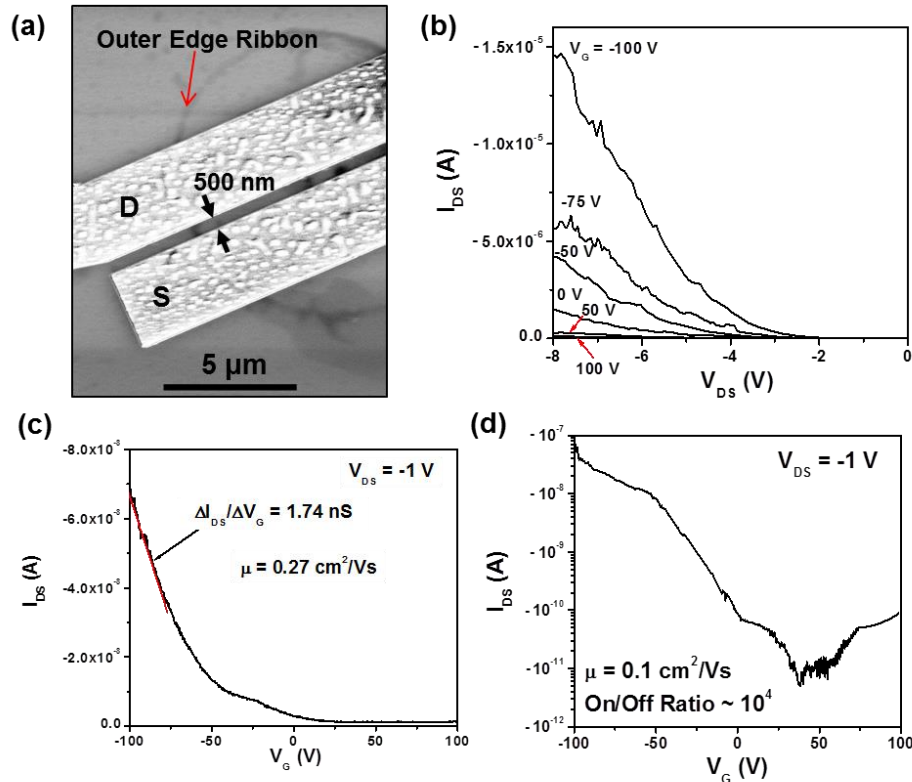 (a)
Outer Edge Ribbon
500 nm
D
S
5 µm
(b)
-1.5x10⁻⁵
-1.0x10⁻⁵
-5.0x10⁻⁶
0.0
I_DS (A)
V_G = -100 V
-75 V
-50 V
0 V
50 V
100 V
-8 -6 -4 -2 0
V_DS (V)
(c)
-8.0x10⁻⁸
-6.0x10⁻⁸
-4.0x10⁻⁸
-2.0x10⁻⁸
0.0
I_DS (A)
V_DS = -1 V
ΔI_DS/ΔV_G = 1.74 nS
µ = 0.27 cm²/Vs
-100 -50 0 50 100
V_G (V)
(d)
-10⁻⁷
-10⁻⁸
-10⁻⁹
-10⁻¹⁰
-10⁻¹¹
-10⁻¹²
I_DS (A)
V_DS = -1 V
µ = 0.1 cm²/Vs
On/Off Ratio ~ 10⁴
-100 -50 0 50 100
V_G (V)